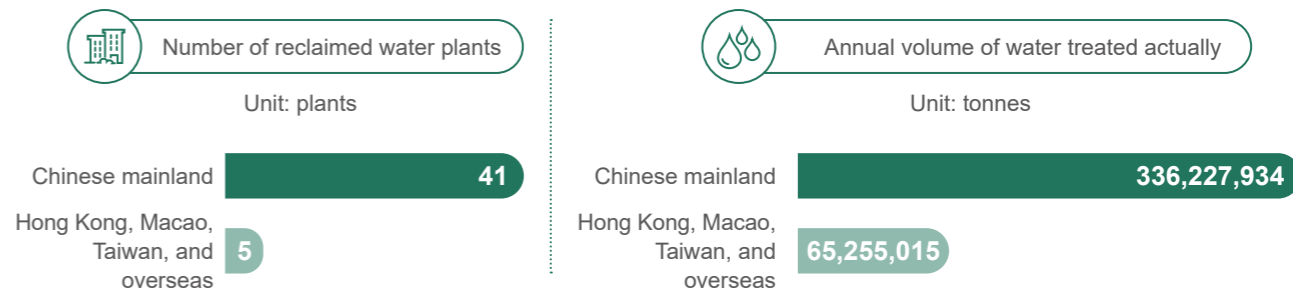 Number of reclaimed water plants
Unit: plants
Chinese mainland
41
Hong Kong, Macao,
Taiwan, and
overseas
5
Annual volume of water treated actually
Unit: tonnes
Chinese mainland
336,227,934
Hong Kong, Macao,
Taiwan, and
overseas
65,255,015